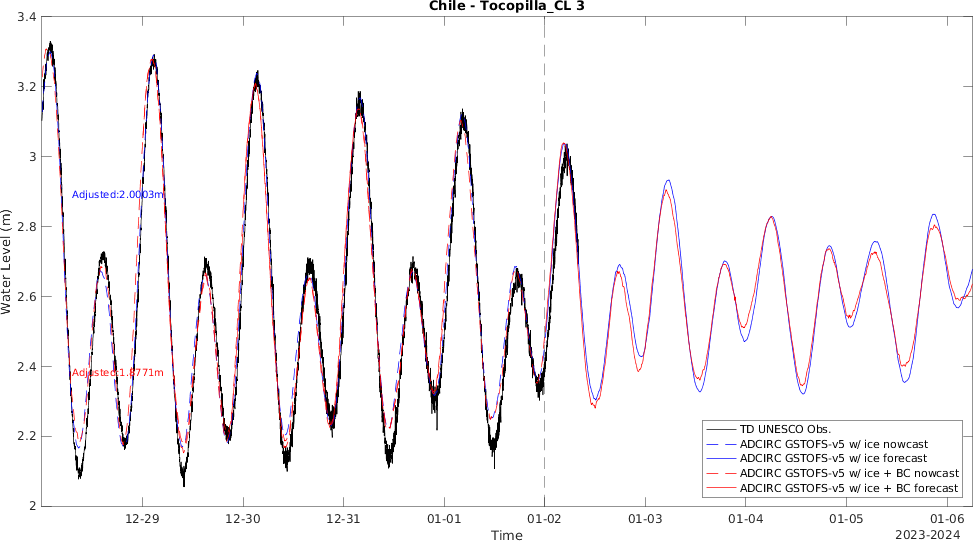 Chile - Tocopilla_CL 3
3.4
3.2
3
2.8
2.6
2.4
2.2
2
Water Level (m)
Adjusted:2.0003m
Adjusted:1.8771m
TD UNESCO Obs.
ADCIRC GSTOFS-v5 w/ ice nowcast
ADCIRC GSTOFS-v5 w/ ice forecast
ADCIRC GSTOFS-v5 w/ ice + BC nowcast
ADCIRC GSTOFS-v5 w/ ice + BC forecast
12-29 12-30 12-31 01-01 01-02 01-03 01-04 01-05 01-06
Time
2023-2024